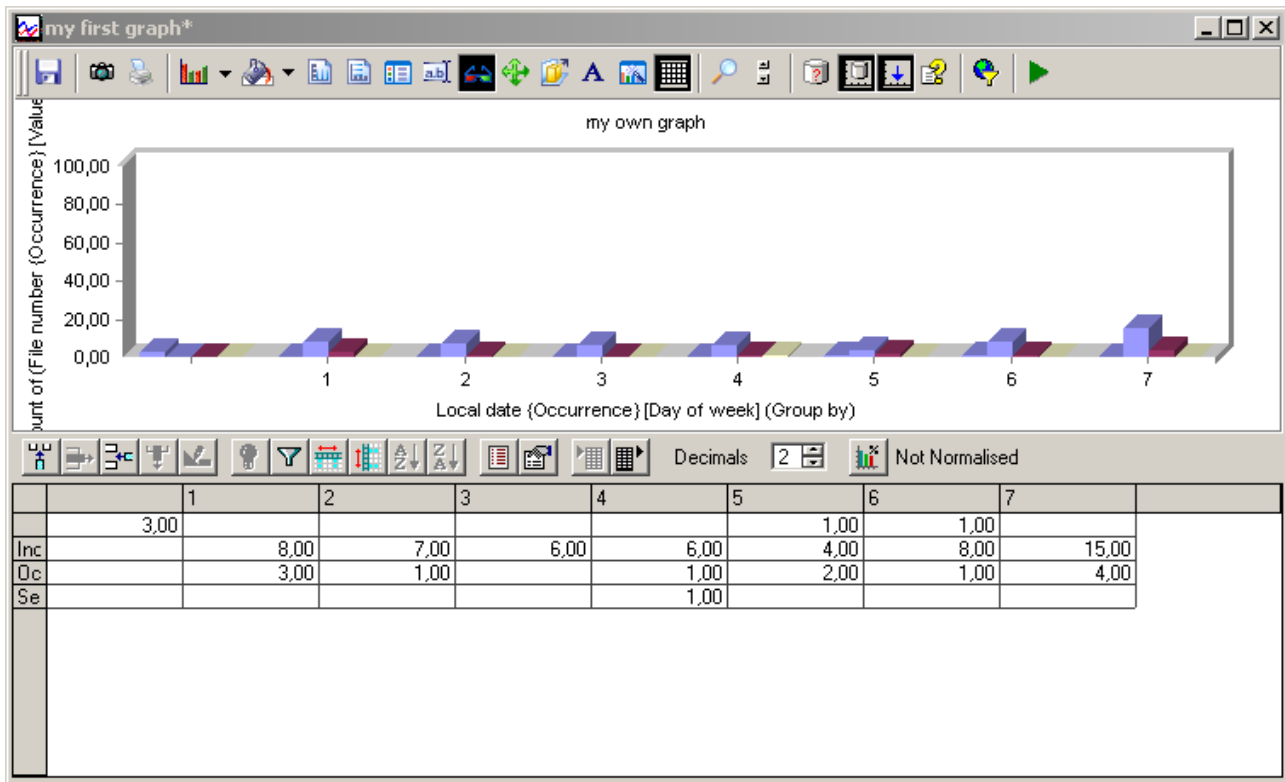 my first graph*
my own graph
ount of (File number {Occurrence} [Value
100,00
80,00
60,00
40,00
20,00
0,00
1 2 3 4 5 6 7
Local date {Occurrence} [Day of week] (Group by)
Decimals 2 Not Normalised
1 2 3 4 5 6 7
3,00 1,00 1,00
Inc 8,00 7,00 6,00 6,00 4,00 8,00 15,00
Oc 3,00 1,00 1,00 2,00 1,00 4,00
Se 1,00